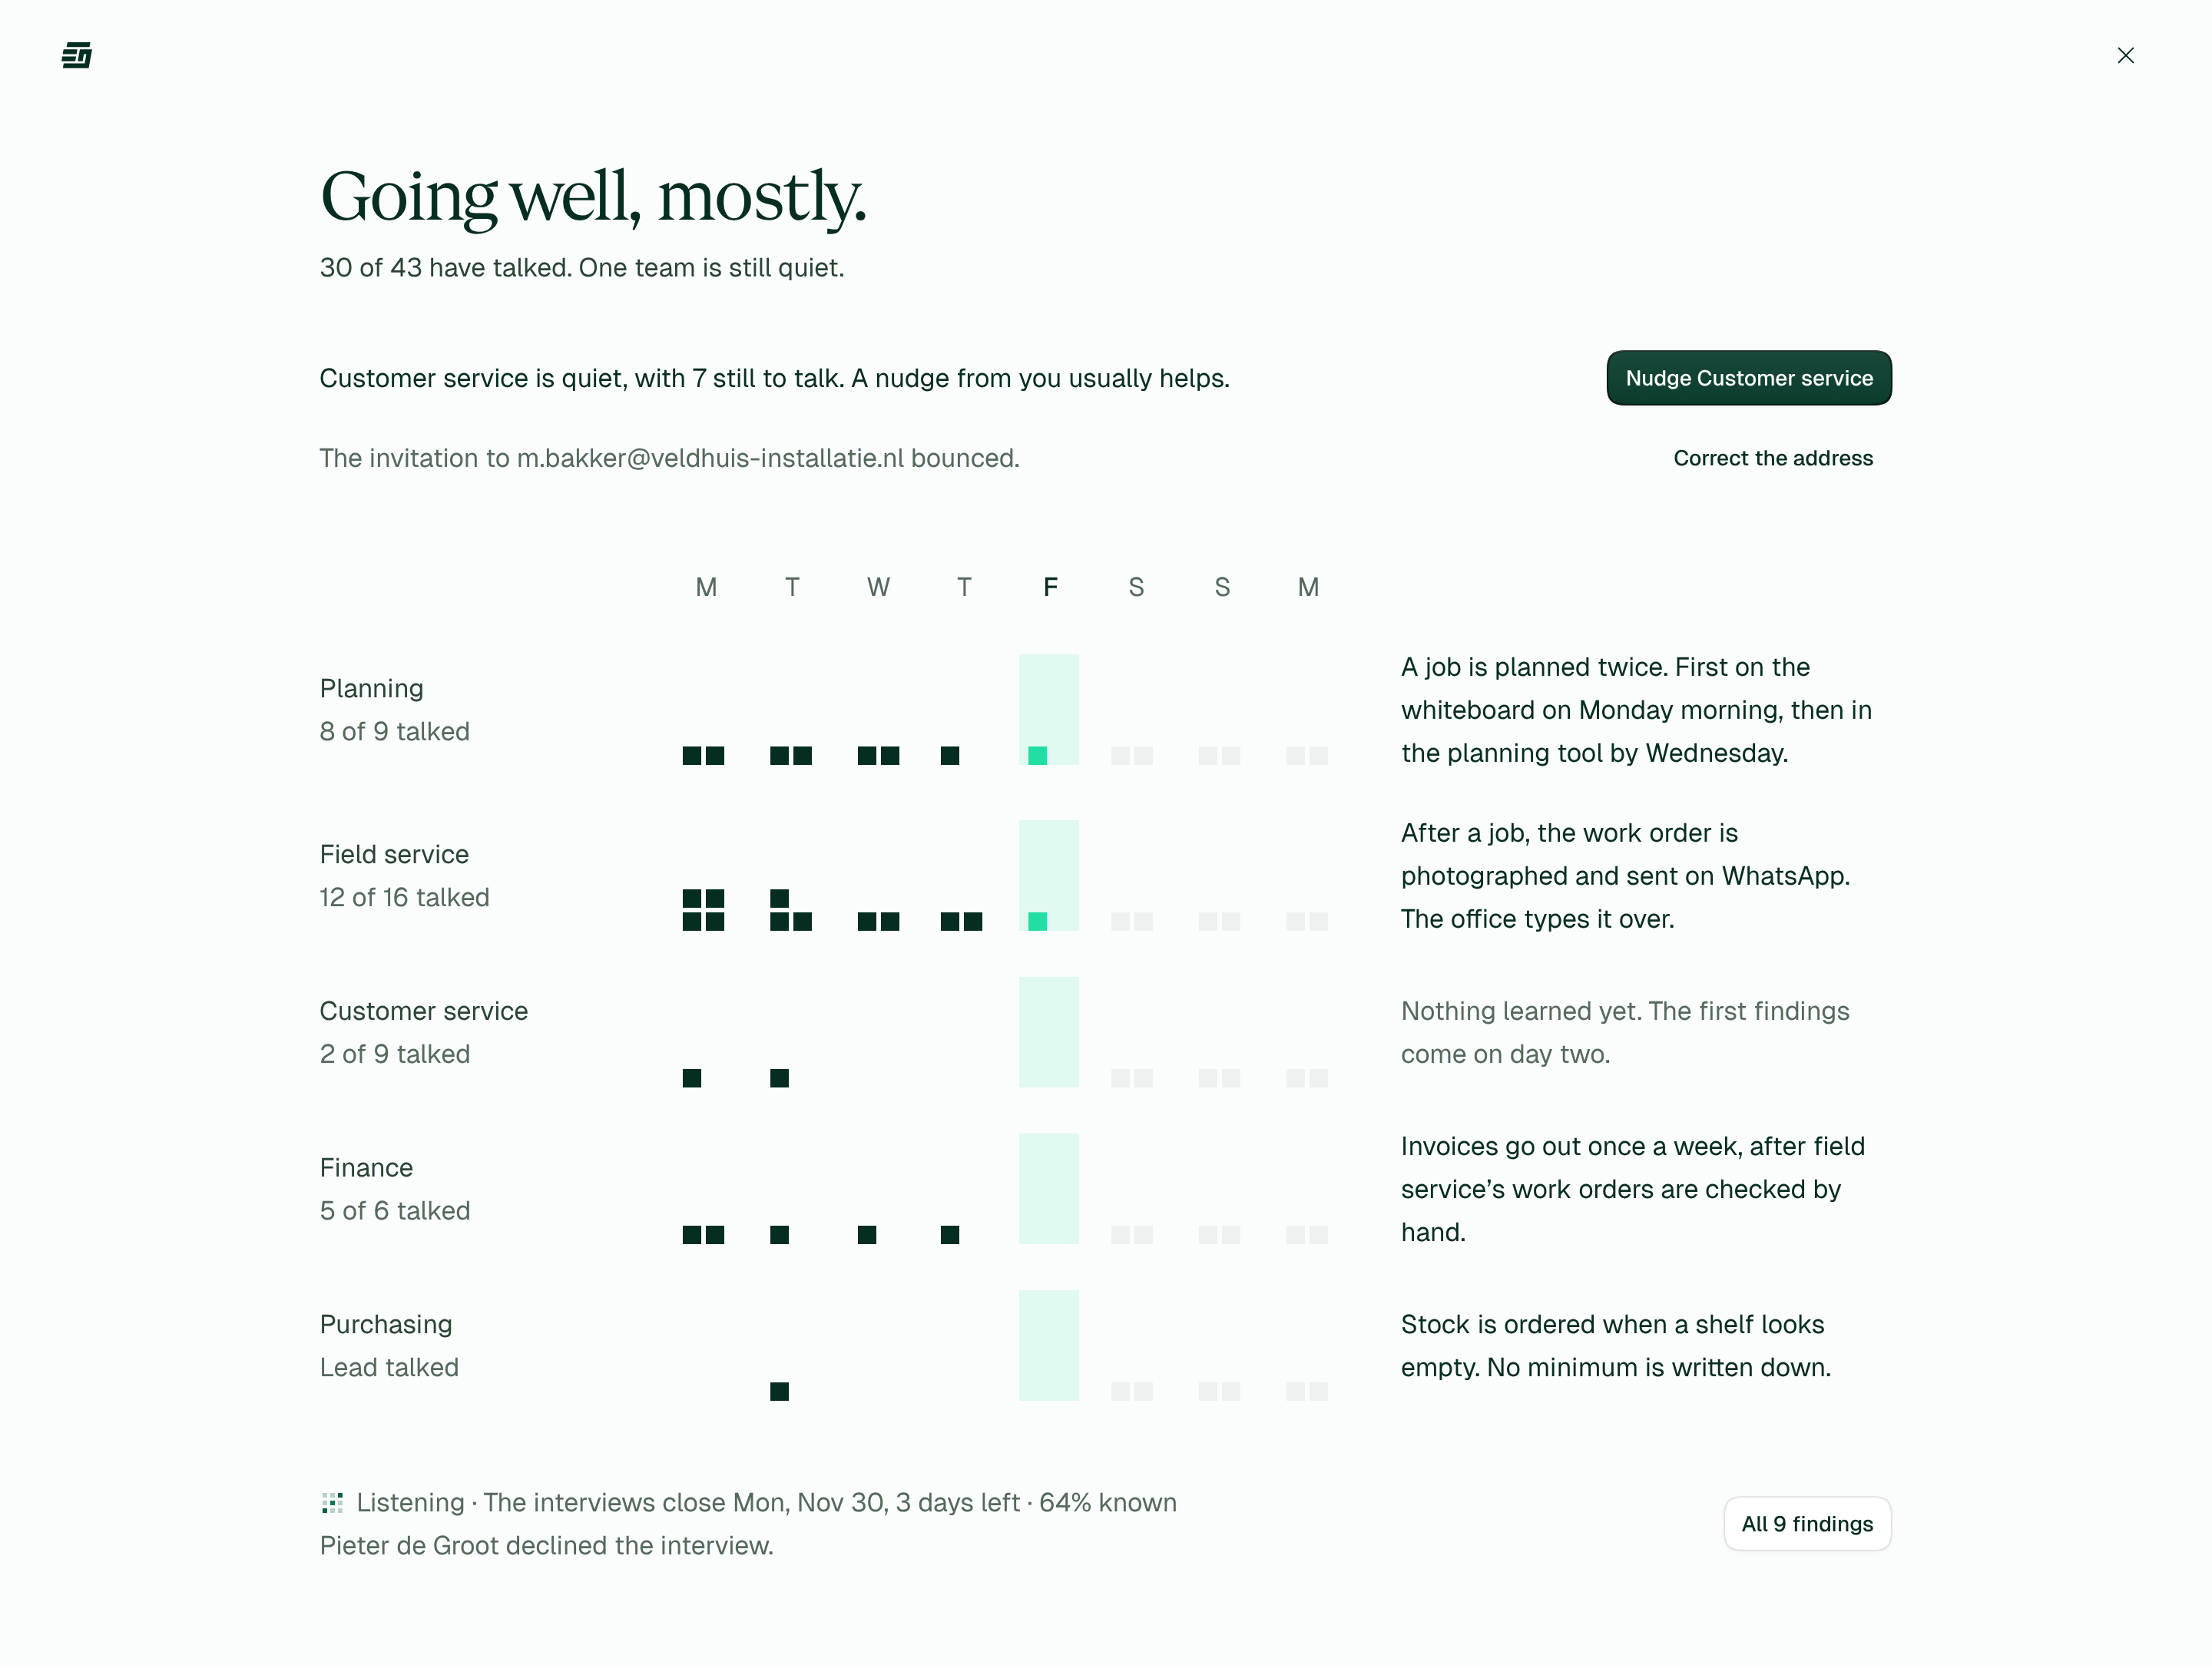 Going well, mostly.
30 of 43 have talked. One team is still quiet.
Customer service is quiet, with 7 still to talk. A nudge from you usually helps.
Nudge Customer service
The invitation to m.bakker@veldhuis-installatie.nl bounced.
Correct the address
M T W T F S S M
Planning
8 of 9 talked
A job is planned twice. First on the
whiteboard on Monday morning, then in
the planning tool by Wednesday.
Field service
12 of 16 talked
After a job, the work order is
photographed and sent on WhatsApp.
The office types it over.
Customer service
2 of 9 talked
Nothing learned yet. The first findings
come on day two.
Finance
5 of 6 talked
Invoices go out once a week, after field
service’s work orders are checked by
hand.
Purchasing
Lead talked
Stock is ordered when a shelf looks
empty. No minimum is written down.
Listening · The interviews close Mon, Nov 30, 3 days left · 64% known
Pieter de Groot declined the interview.
All 9 findings